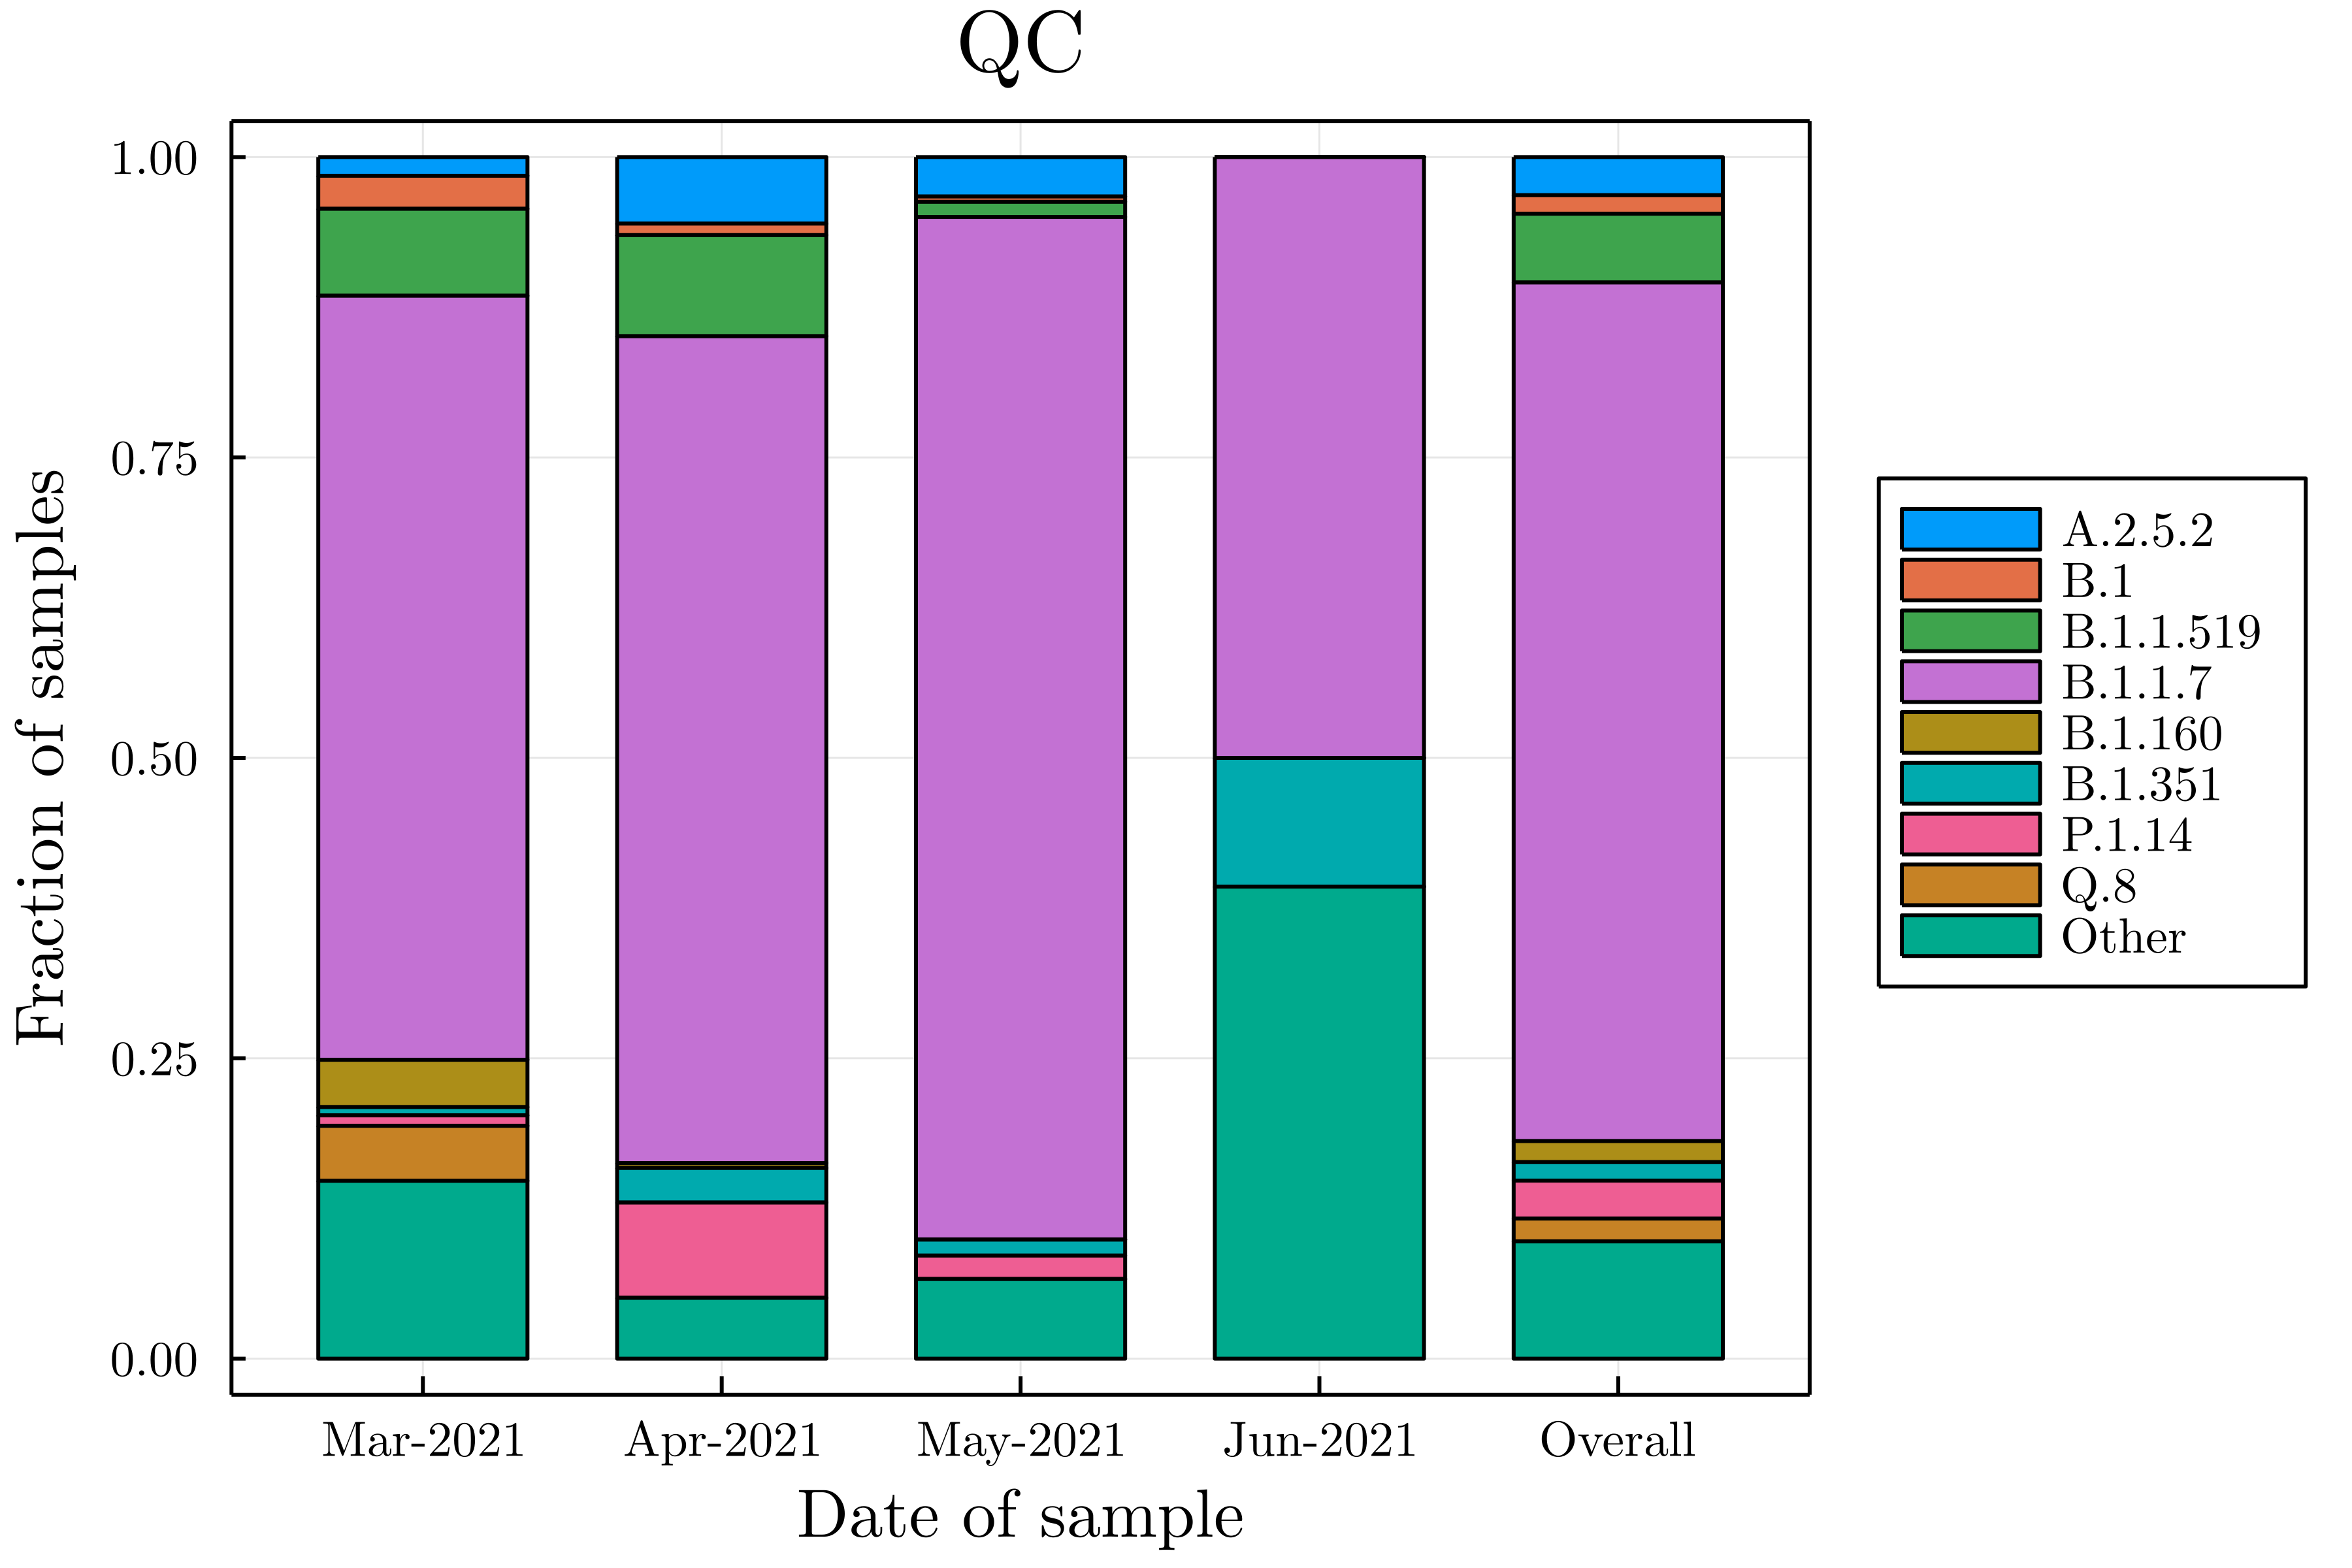 QC
Fraction of samples
1.00
0.75
0.50
0.25
0.00
Mar-2021 Apr-2021 May-2021 Jun-2021 Overall
Date of sample
A.2.5.2
B.1
B.1.1.519
B.1.1.7
B.1.160
B.1.351
P.1.14
Q.8
Other